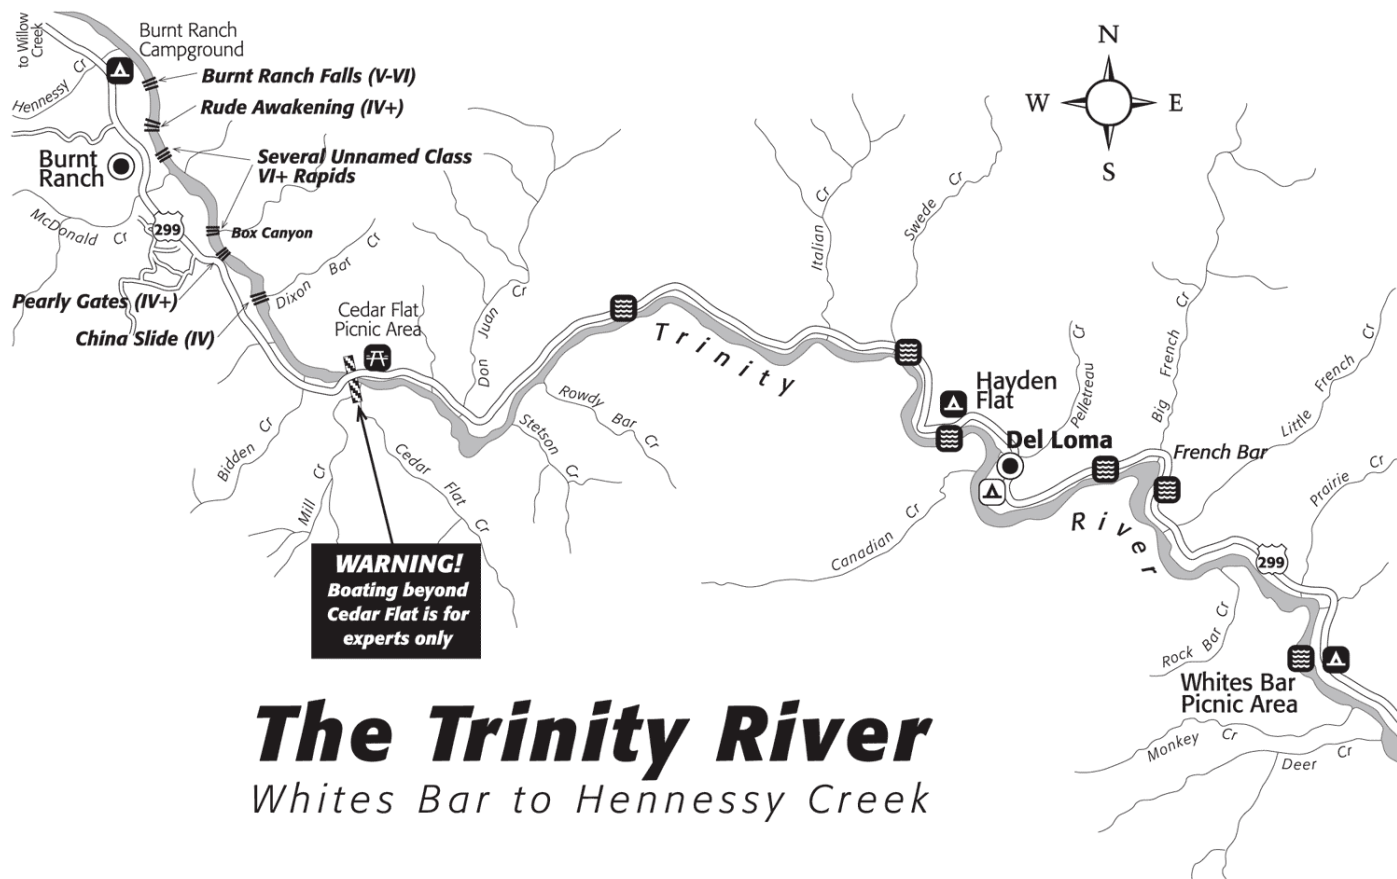 to Willow
Creek
Burnt Ranch
Campground
Hennessy Cr
Burnt Ranch Falls (V-VI)
Rude Awakening (IV+)
Several Unnamed Class
VI+ Rapids
Burnt
Ranch
McDonald Cr
299
Box Canyon
Dixon Bar Cr
Pearly Gates (IV+)
China Slide (IV)
Cedar Flat
Picnic Area
Don Juan Cr
Trinity
Italian Cr
Swede Cr
N
W
E
S
Hayden
Flat
Pelletreau Cr
Big French Cr
Little French Cr
Del Loma
French Bar
Prairie Cr
Rowdy Bar Cr
Stetson Cr
Bidden Cr
Mill Cr
Cedar Flat Cr
Canadian Cr
River
299
WARNING!
Boating beyond
Cedar Flat is for
experts only
Rock Bar Cr
Whites Bar
Picnic Area
Monkey Cr
Deer Cr
The Trinity River
Whites Bar to Hennessy Creek